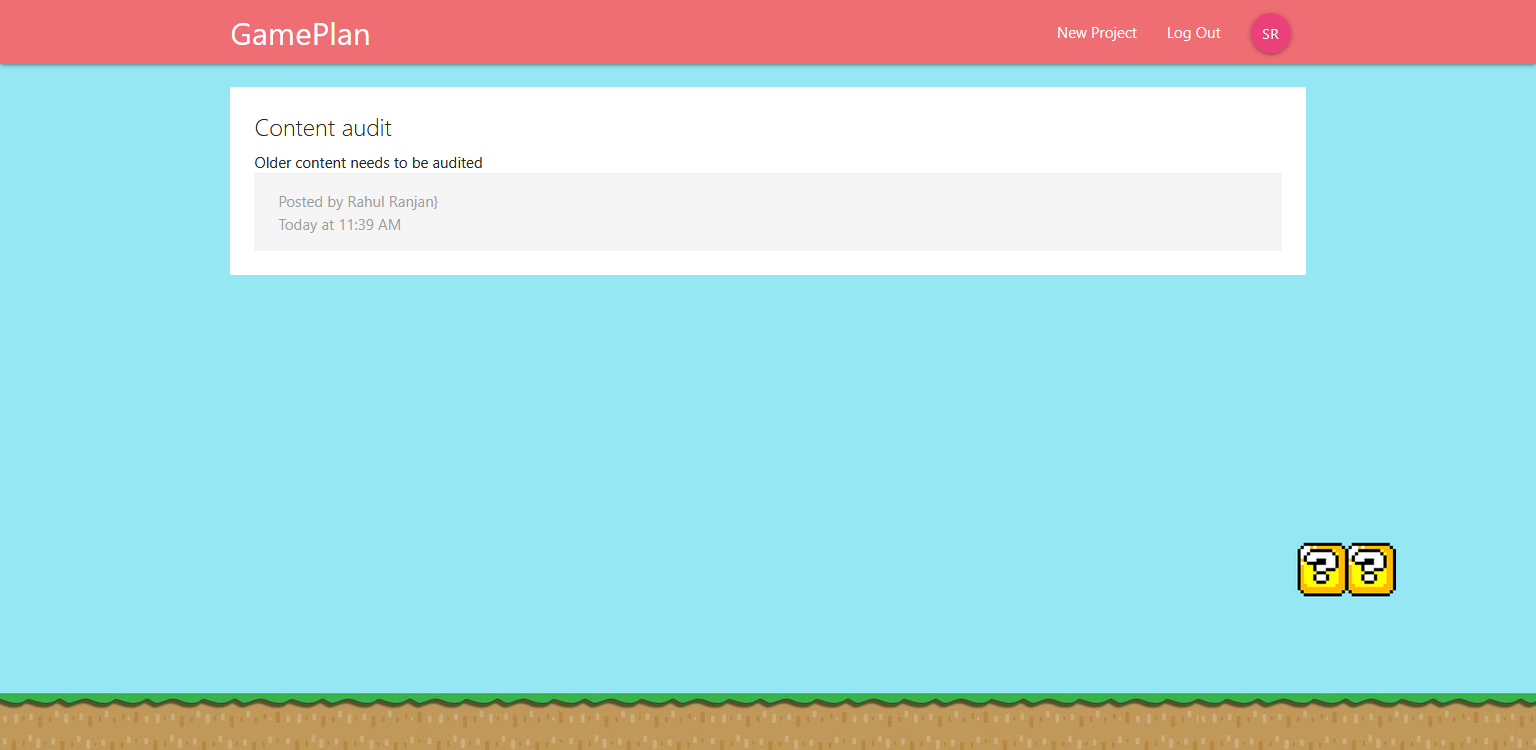 GamePlan
New Project
Log Out
SR
Content audit
Older content needs to be audited
Posted by Rahul Ranjan}
Today at 11:39 AM
? ?